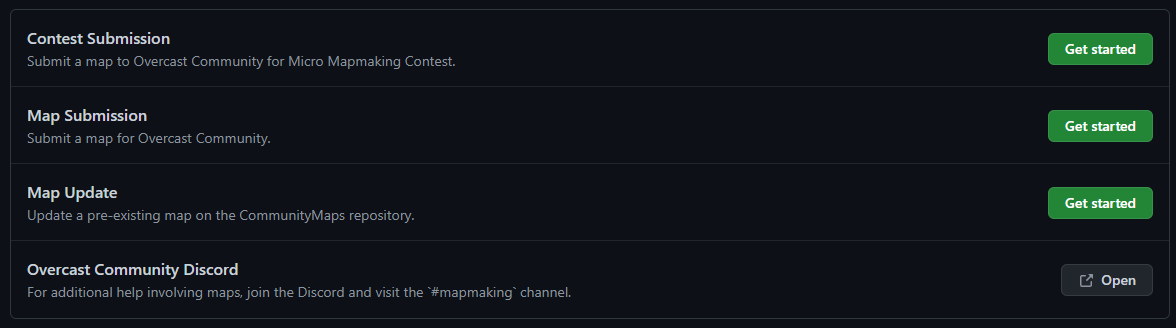 Contest Submission
Submit a map to Overcast Community for Micro Mapmaking Contest.
Get started
Map Submission
Submit a map for Overcast Community.
Get started
Map Update
Update a pre-existing map on the CommunityMaps repository.
Get started
Overcast Community Discord
For additional help involving maps, join the Discord and visit the `#mapmaking` channel.
Open